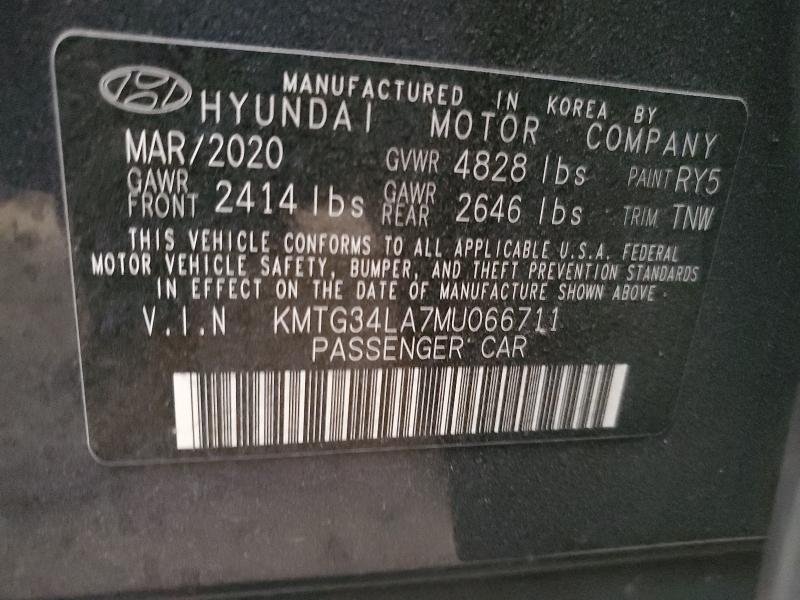 MANUFACTURED IN KOREA BY
HYUNDAI MOTOR COMPANY
MAR/2020 GVWR 4828 lbs PAINT RY5
GAWR FRONT 2414 lbs GAWR REAR 2646 lbs TRIM TNW
THIS VEHICLE CONFORMS TO ALL APPLICABLE U.S.A. FEDERAL
MOTOR VEHICLE SAFETY, BUMPER, AND THEFT PREVENTION STANDARDS
IN EFFECT ON THE DATE OF MANUFACTURE SHOWN ABOVE.
V.I.N KMTG34LA7MU066711
PASSENGER CAR